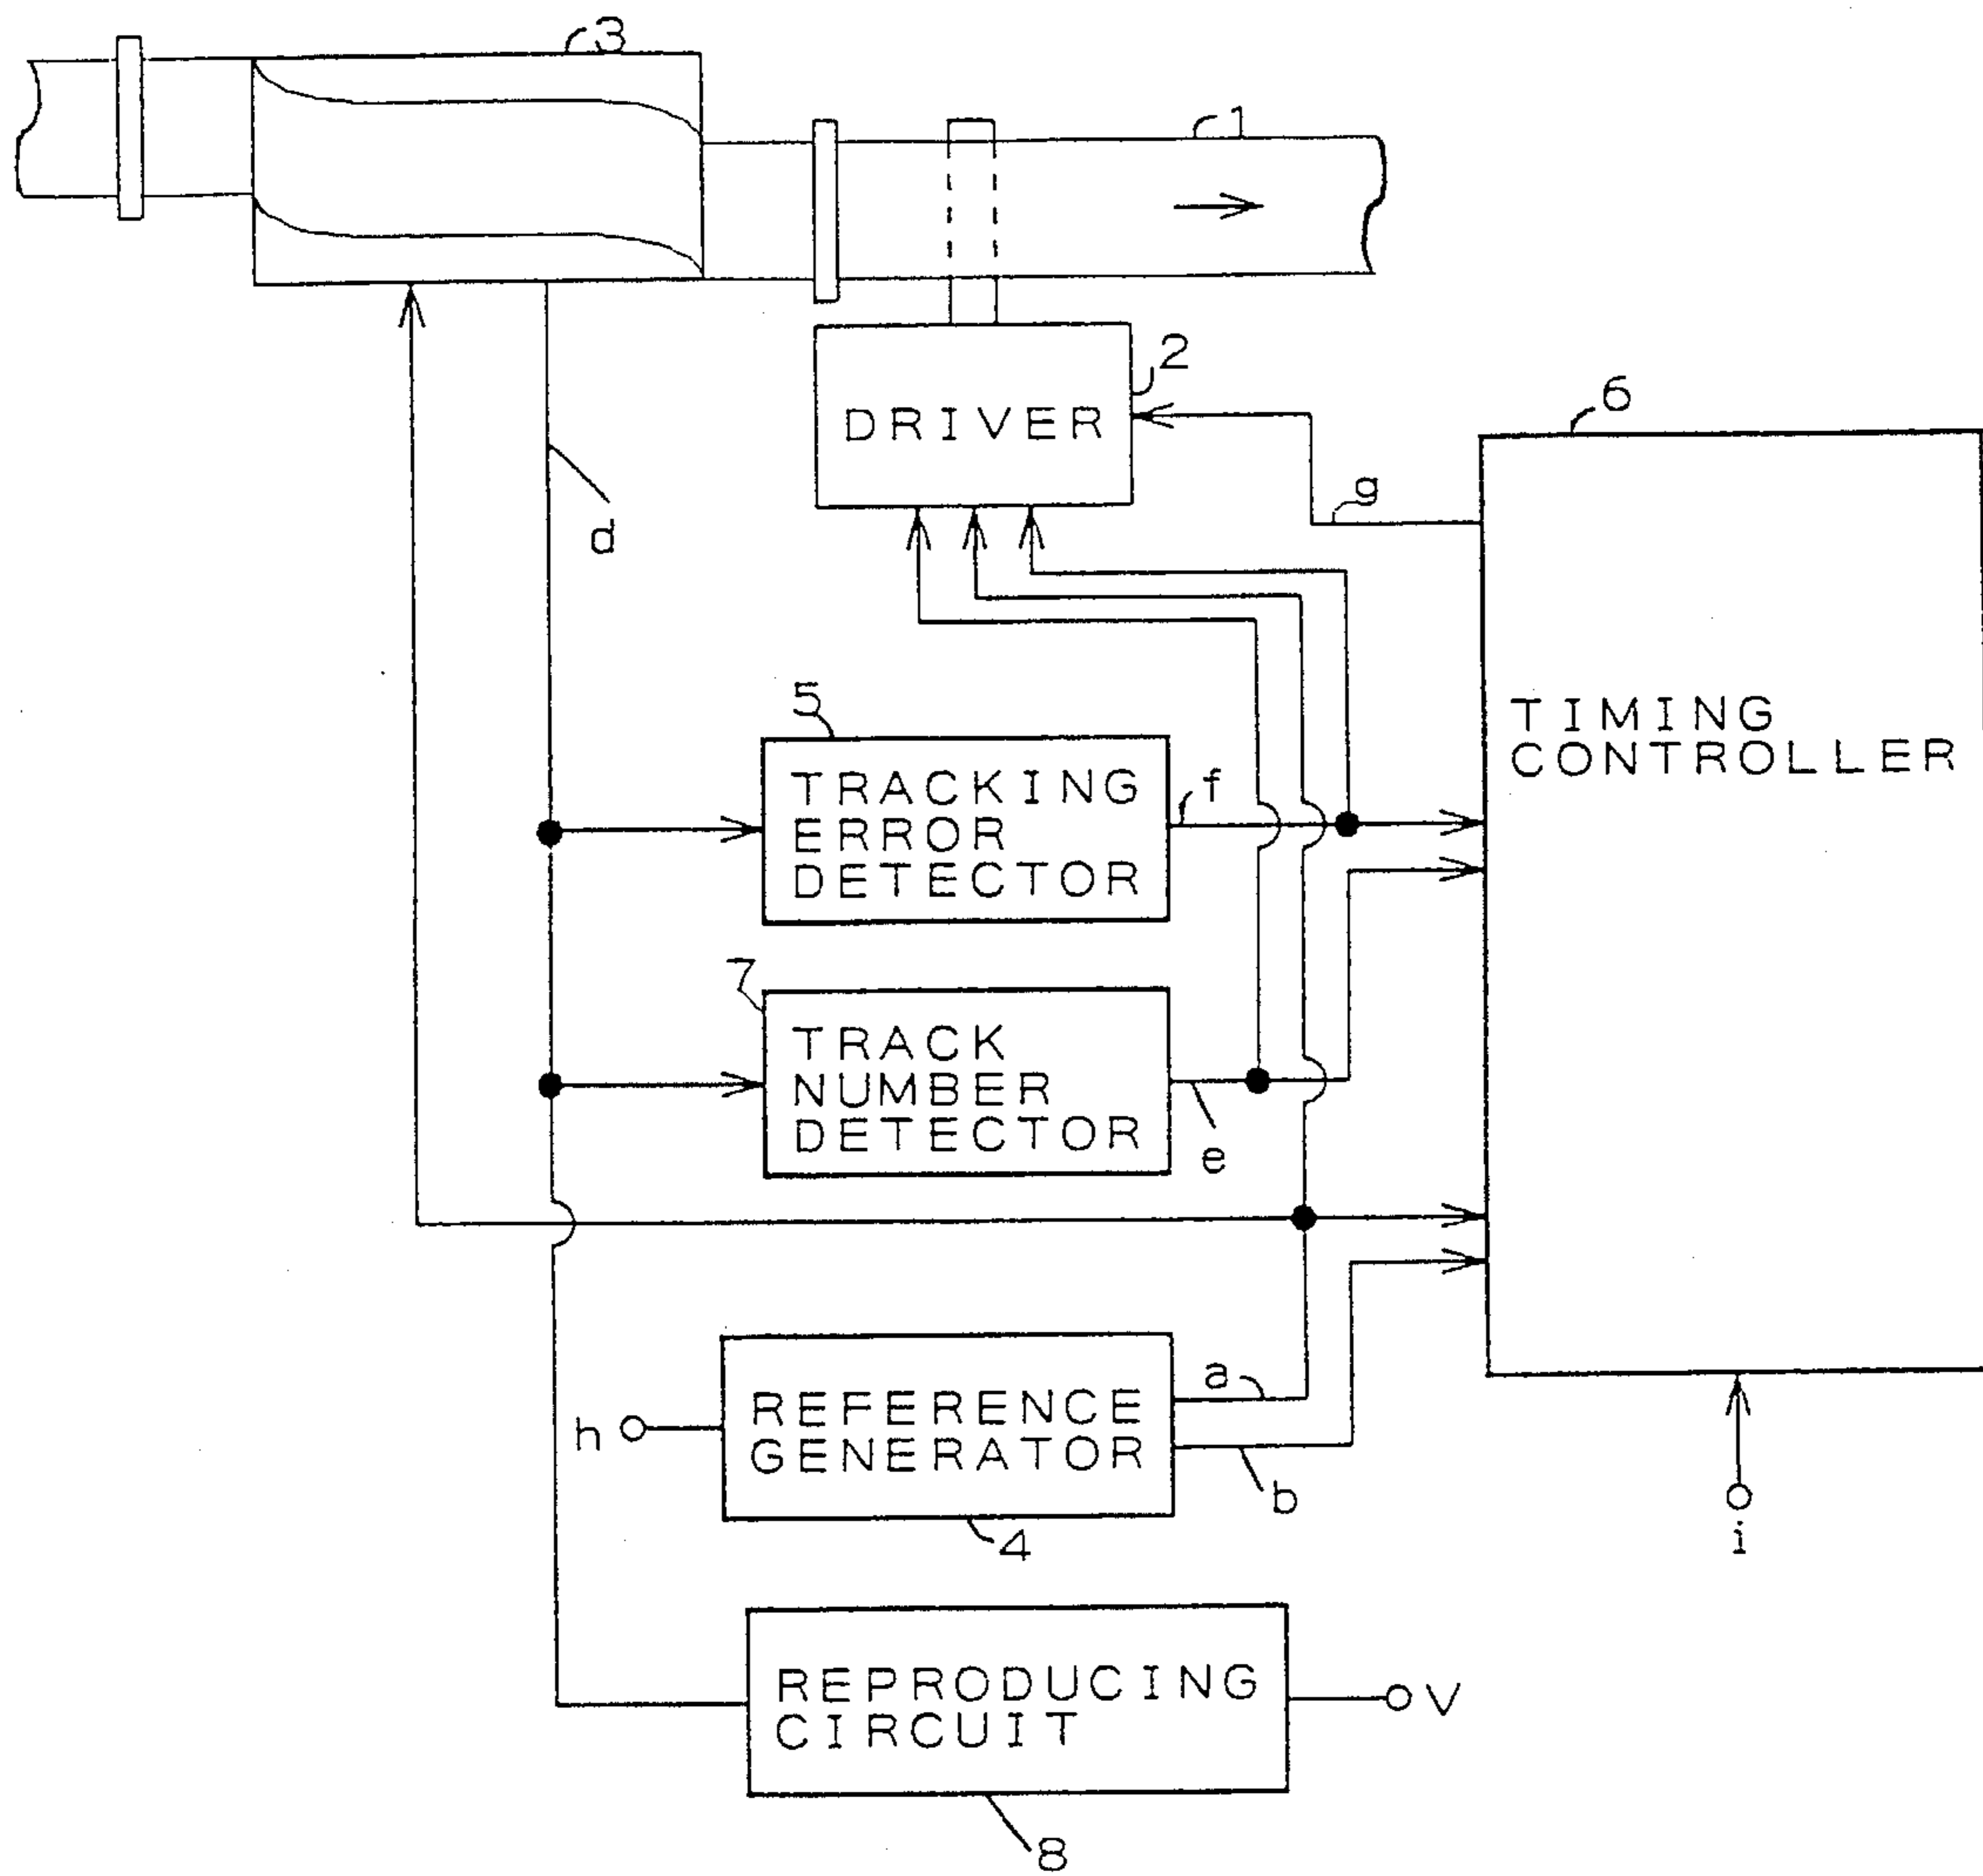 3
1
2
DRIVER
6
g
d
TIMING
CONTROLLER
5
TRACKING
ERROR
DETECTOR
f
7
TRACK
NUMBER
DETECTOR
e
a
h
REFERENCE
GENERATOR
b
4
i
REPRODUCING
CIRCUIT
V
8